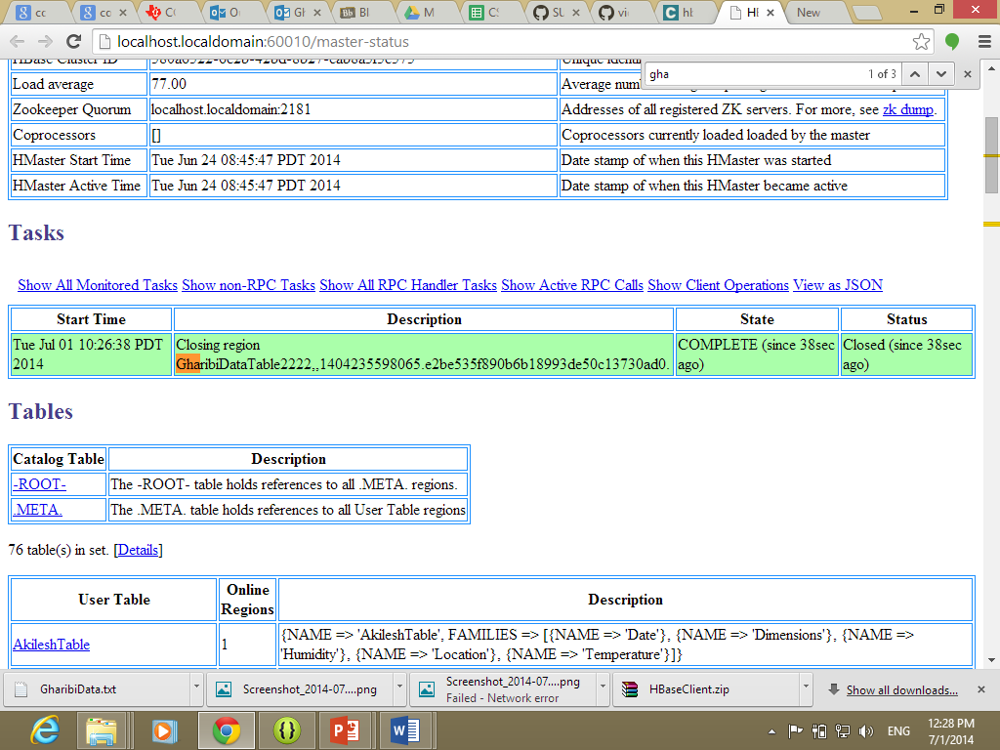 cc
cc
CC
O
Gh
Bl
M
CS
SU
vi
hl
HE
New
localhost.localdomain:60010/master-status
gha
1 of 3
Load average 77.00
Zookeeper Quorum localhost.localdomain:2181 Addresses of all registered ZK servers. For more, see zk dump.
Coprocessors [] Coprocessors currently loaded loaded by the master
HMaster Start Time Tue Jun 24 08:45:47 PDT 2014 Date stamp of when this HMaster was started
HMaster Active Time Tue Jun 24 08:45:47 PDT 2014 Date stamp of when this HMaster became active
Tasks
Show All Monitored Tasks Show non-RPC Tasks Show All RPC Handler Tasks Show Active RPC Calls Show Client Operations View as JSON
Start Time Description State Status
Tue Jul 01 10:26:38 PDT Closing region COMPLETE (since 38sec Closed (since 38sec
2014 GharibiDataTable2222,,1404235598065.e2be535f890b6b18993de50c13730ad0. ago) ago)
Tables
Catalog Table Description
-ROOT- The -ROOT- table holds references to all .META. regions.
.META. The .META. table holds references to all User Table regions
76 table(s) in set. [Details]
User Table Online Regions Description
AkileshTable 1 {NAME => 'AkileshTable', FAMILIES => [{NAME => 'Date'}, {NAME => 'Dimensions'}, {NAME =>
'Humidity'}, {NAME => 'Location'}, {NAME => 'Temperature'}]}
GharibiData.txt
Screenshot_2014-07....png
Screenshot_2014-07....png
Failed - Network error
HBaseClient.zip
Show all downloads...
ENG
12:28 PM
7/1/2014